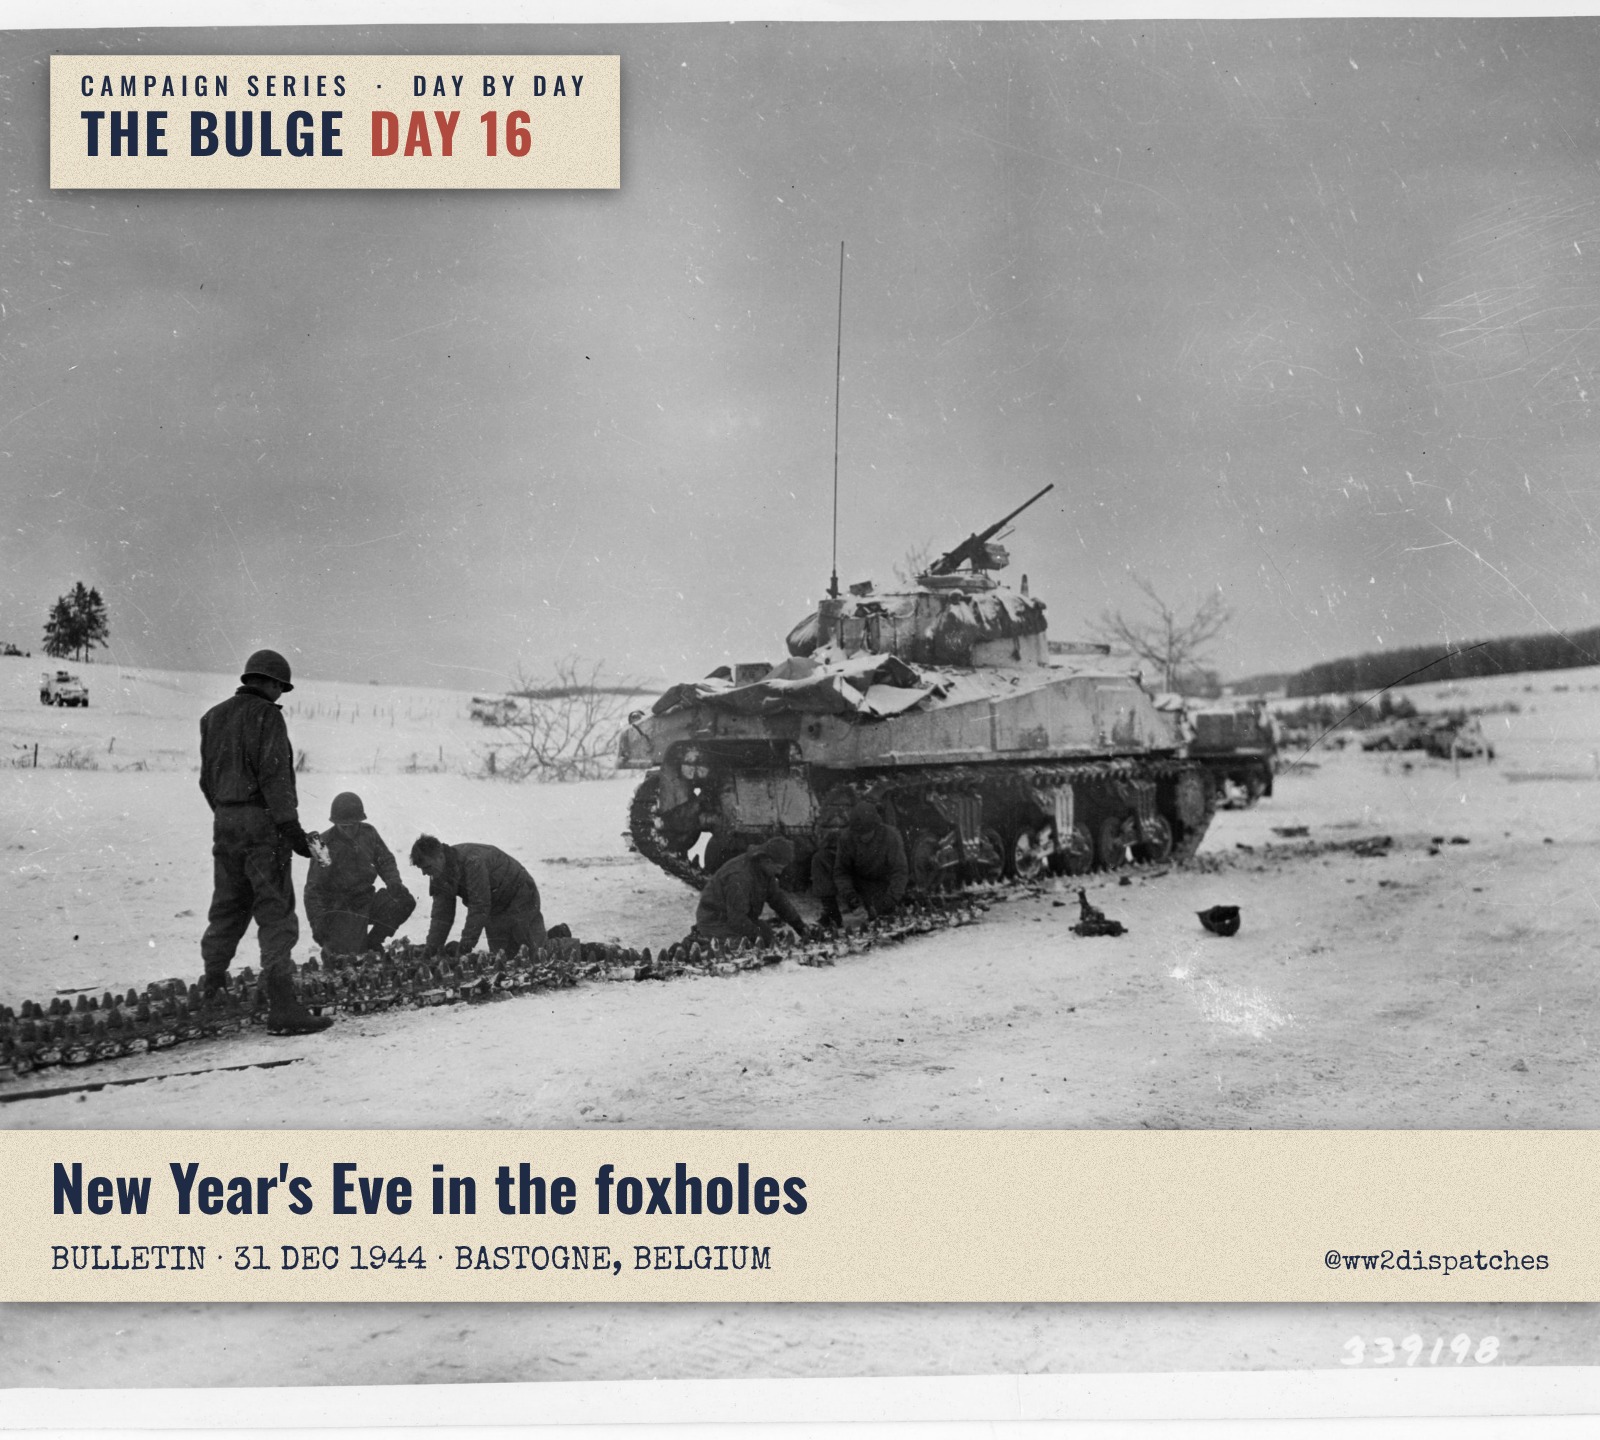 CAMPAIGN SERIES · DAY BY DAY
THE BULGE DAY 16
New Year's Eve in the foxholes
BULLETIN · 31 DEC 1944 · BASTOGNE, BELGIUM
@ww2dispatches
339198